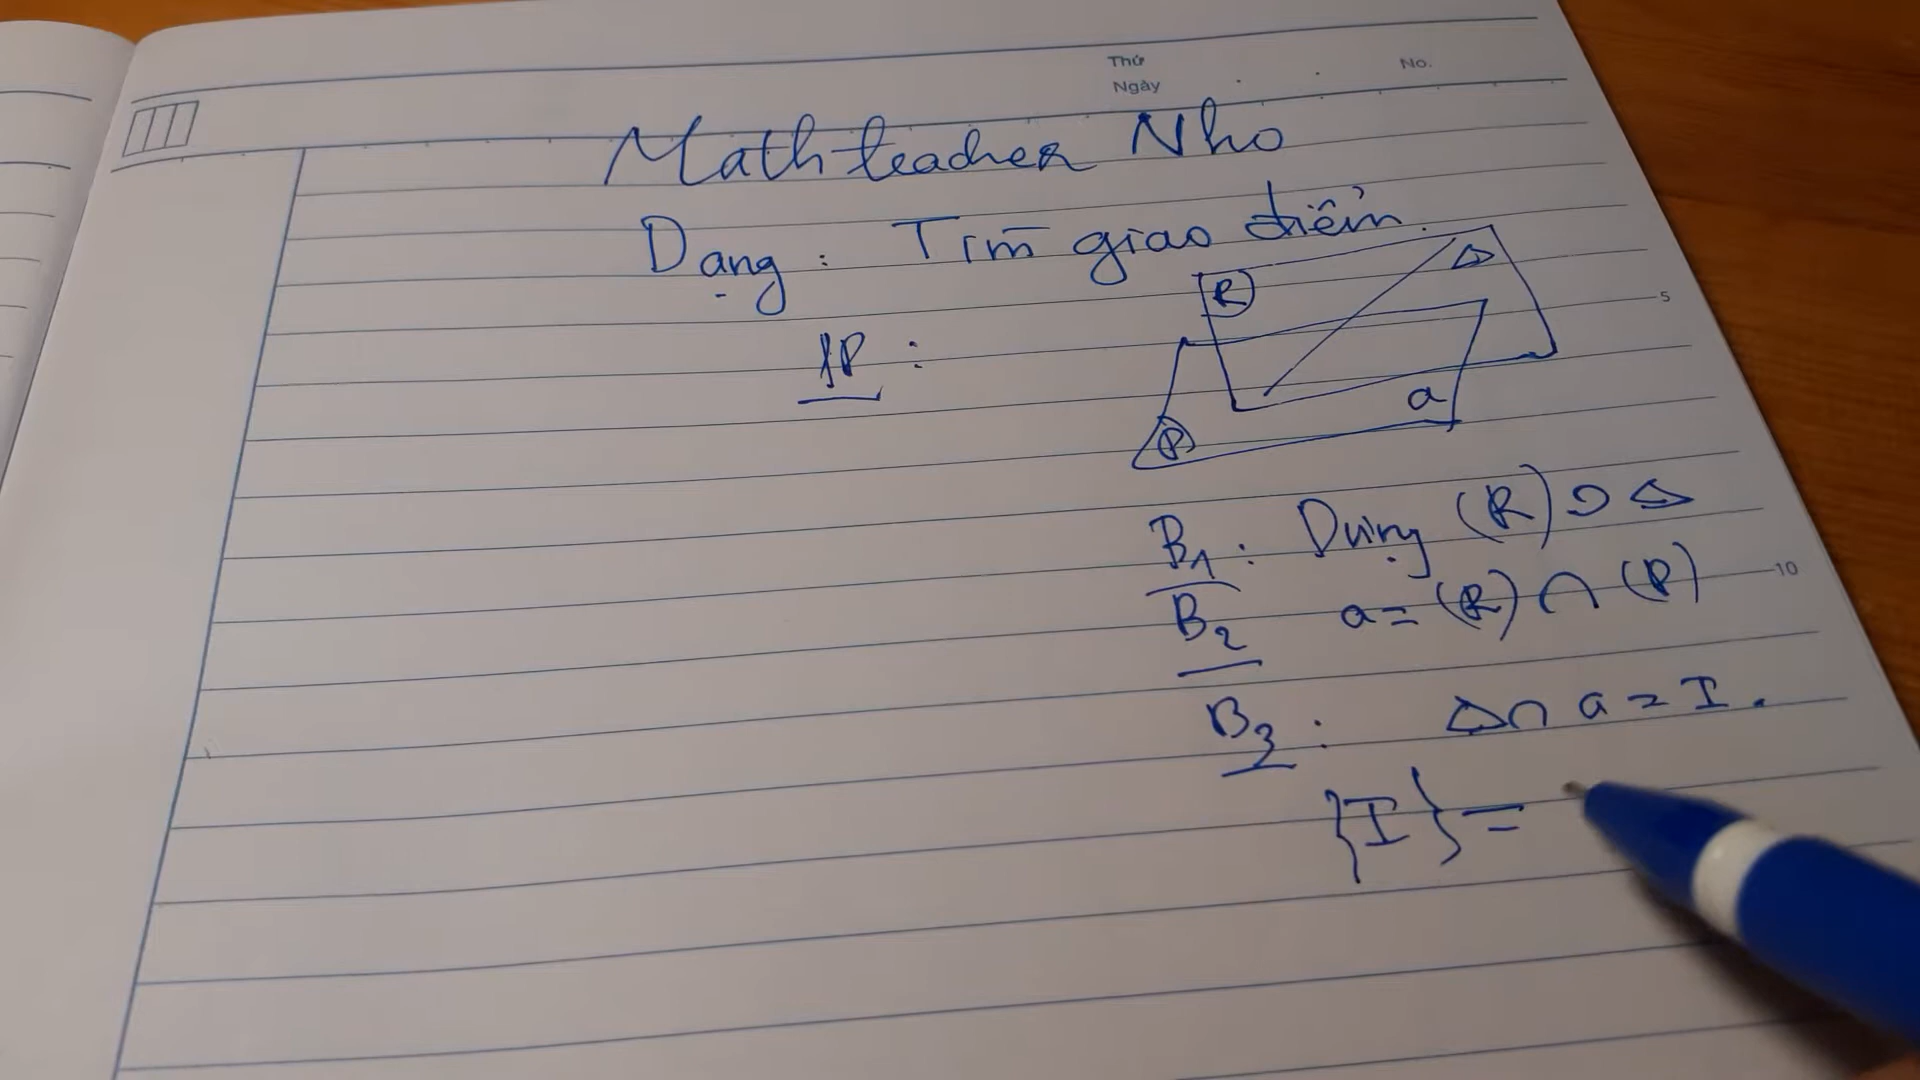 Thứ
Ngày
No.
Math teacher Nho
Dạng : Tìm giao điểm.
PP :
R
Δ
a
P
5
B1 : Dựng (R) ⊃ Δ
B2 a = (R) ∩ (P)
10
B3 : Δ ∩ a = I .
{I} =